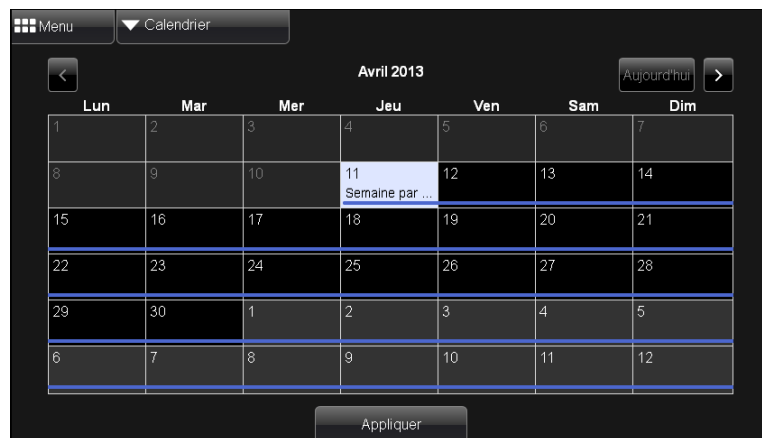 Menu Calendrier
< Avril 2013 Aujourd'hui >
Lun Mar Mer Jeu Ven Sam Dim
1 2 3 4 5 6 7
8 9 10 11 12 13 14
Semaine par ...
15 16 17 18 19 20 21
22 23 24 25 26 27 28
29 30 1 2 3 4 5
6 7 8 9 10 11 12
Appliquer